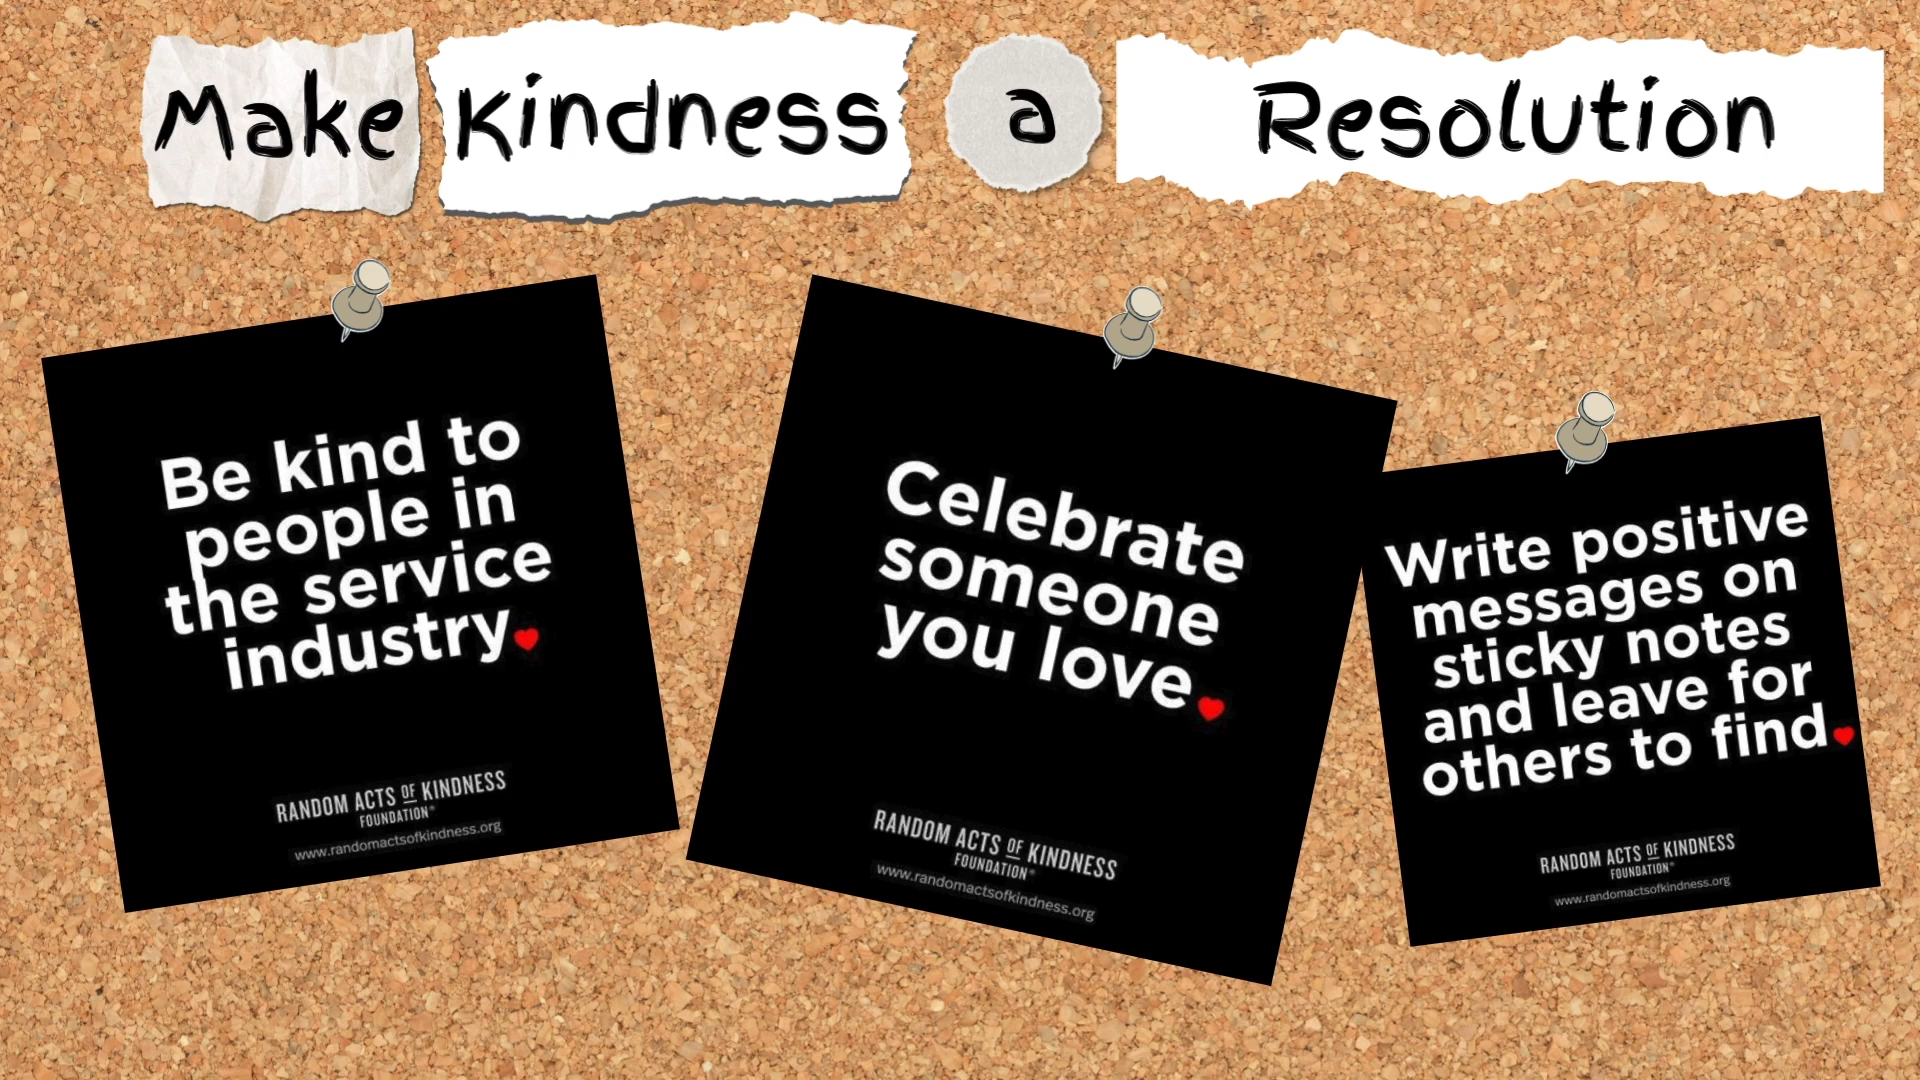 Make Kindness a Resolution
Be kind to
people in
the service
industry.
RANDOM ACTS OF KINDNESS
FOUNDATION®
www.randomactsofkindness.org
Celebrate
someone
you love.
RANDOM ACTS OF KINDNESS
FOUNDATION®
www.randomactsofkindness.org
Write positive
messages on
sticky notes
and leave for
others to find.
RANDOM ACTS OF KINDNESS
FOUNDATION®
www.randomactsofkindness.org